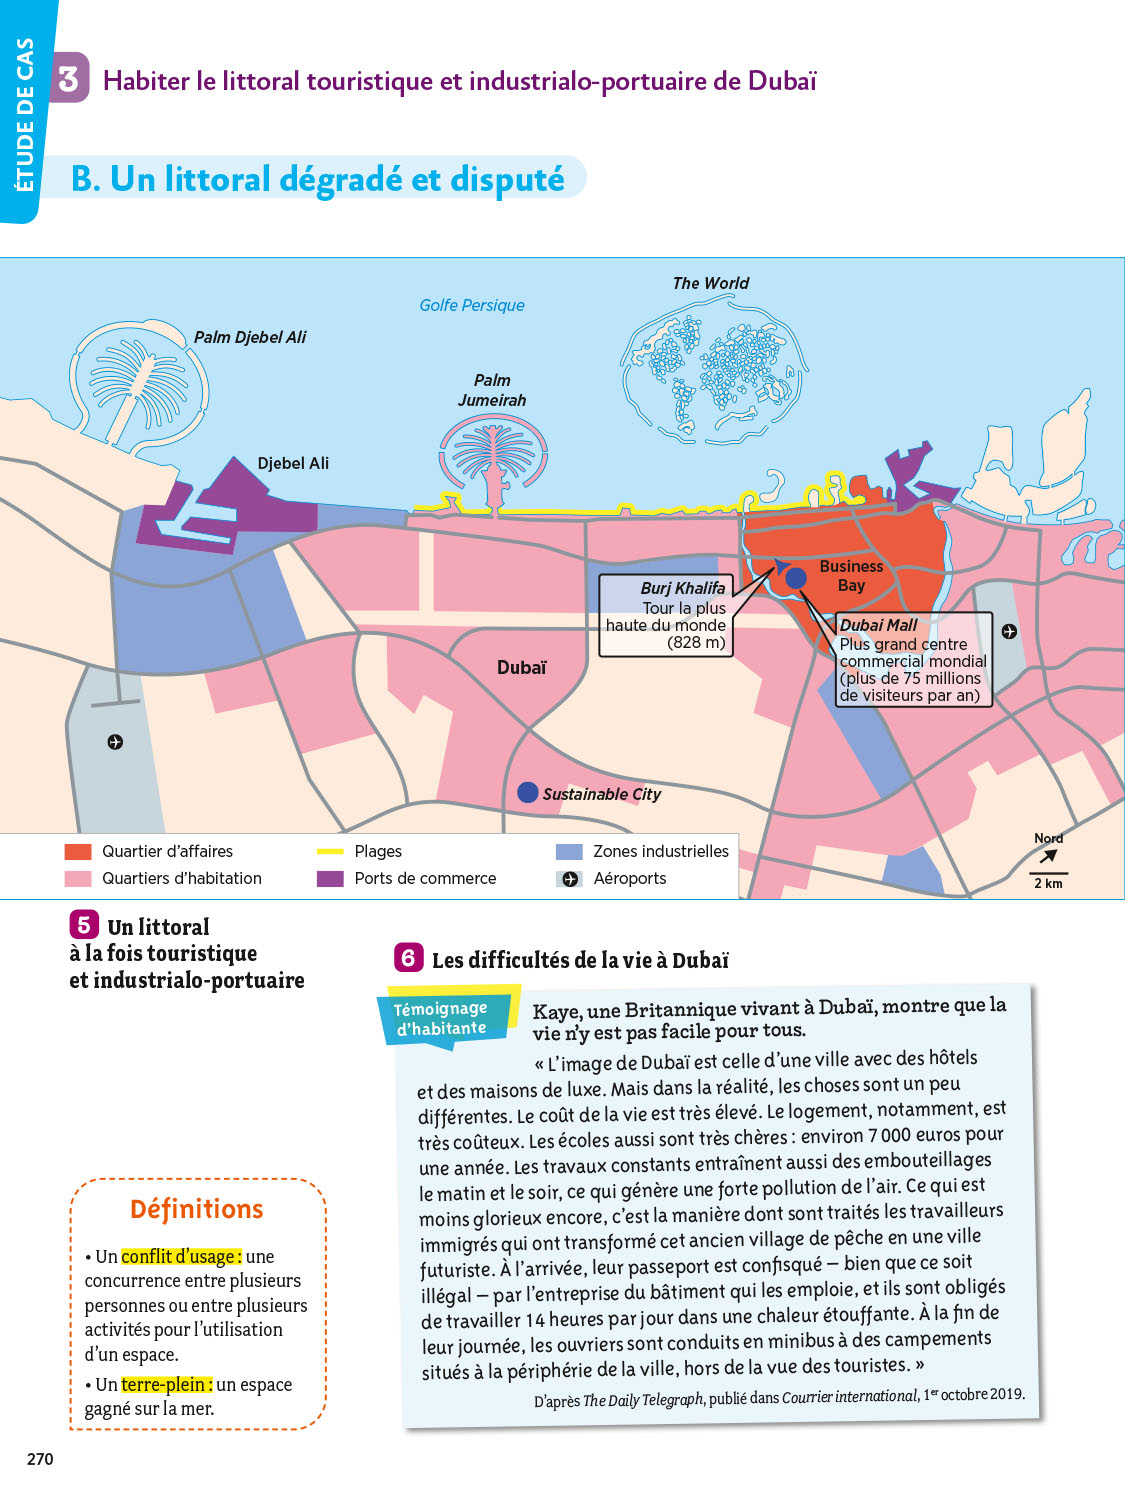 ÉTUDE DE CAS
3 Habiter le littoral touristique et industrialo-portuaire de Dubaï
B. Un littoral dégradé et disputé
The World
Golfe Persique
Palm Djebel Ali
Palm
Jumeirah
Djebel Ali
Business
Bay
Burj Khalifa
Tour la plus
haute du monde
(828 m)
Dubai Mall
Plus grand centre
commercial mondial
(plus de 75 millions
de visiteurs par an)
Dubaï
Sustainable City
Quartier d'affaires
Quartiers d'habitation
Plages
Ports de commerce
Zones industrielles
Aéroports
Nord
2 km
5 Un littoral
à la fois touristique
et industrialo-portuaire
Définitions
• Un conflit d'usage : une
concurrence entre plusieurs
personnes ou entre plusieurs
activités pour l'utilisation
d'un espace.
• Un terre-plein : un espace
gagné sur la mer.
6 Les difficultés de la vie à Dubaï
Témoignage
d'habitante
Kaye, une Britannique vivant à Dubaï, montre que la
vie n'y est pas facile pour tous.
« L'image de Dubaï est celle d'une ville avec des hôtels
et des maisons de luxe. Mais dans la réalité, les choses sont un peu
différentes. Le coût de la vie est très élevé. Le logement, notamment, est
très coûteux. Les écoles aussi sont très chères : environ 7 000 euros pour
une année. Les travaux constants entraînent aussi des embouteillages
le matin et le soir, ce qui génère une forte pollution de l'air. Ce qui est
moins glorieux encore, c'est la manière dont sont traités les travailleurs
immigrés qui ont transformé cet ancien village de pêche en une ville
futuriste. À l'arrivée, leur passeport est confisqué – bien que ce soit
illégal – par l'entreprise du bâtiment qui les emploie, et ils sont obligés
de travailler 14 heures par jour dans une chaleur étouffante. À la fin de
leur journée, les ouvriers sont conduits en minibus à des campements
situés à la périphérie de la ville, hors de la vue des touristes. »
D'après The Daily Telegraph, publié dans Courrier international, 1er octobre 2019.
270